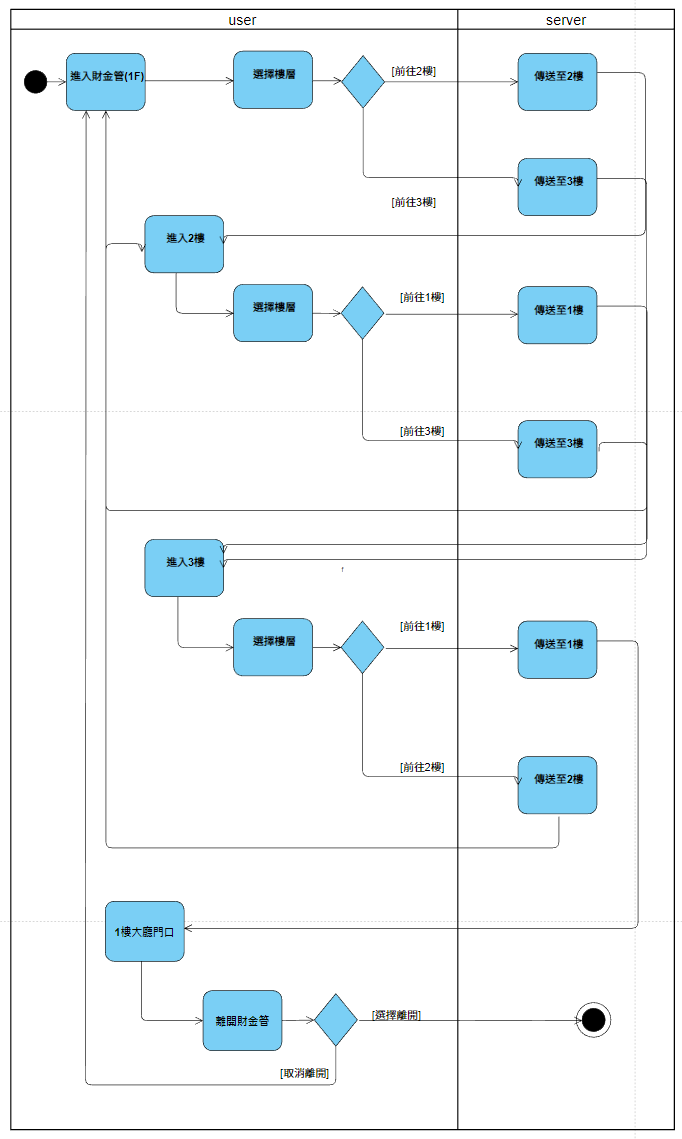 user
server
進入財金管(1F)
選擇樓層
[前往2樓]
傳送至2樓
傳送至3樓
[前往3樓]
進入2樓
選擇樓層
[前往1樓]
傳送至1樓
[前往3樓]
傳送至3樓
進入3樓
選擇樓層
[前往1樓]
傳送至1樓
[前往2樓]
傳送至2樓
1樓大廳門口
離開財金管
[選擇離開]
[取消離開]